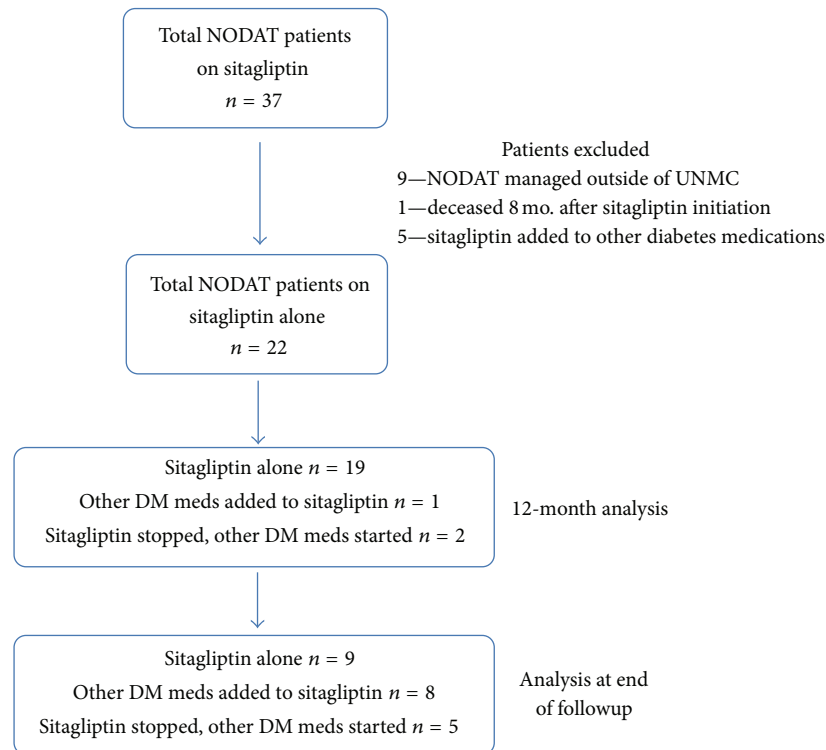 Total NODAT patients
on sitagliptin
n = 37
Patients excluded
9—NODAT managed outside of UNMC
1—deceased 8 mo. after sitagliptin initiation
5—sitagliptin added to other diabetes medications
Total NODAT patients on
sitagliptin alone
n = 22
Sitagliptin alone n = 19
Other DM meds added to sitagliptin n = 1
Sitagliptin stopped, other DM meds started n = 2
12-month analysis
Sitagliptin alone n = 9
Other DM meds added to sitagliptin n = 8
Sitagliptin stopped, other DM meds started n = 5
Analysis at end
of followup